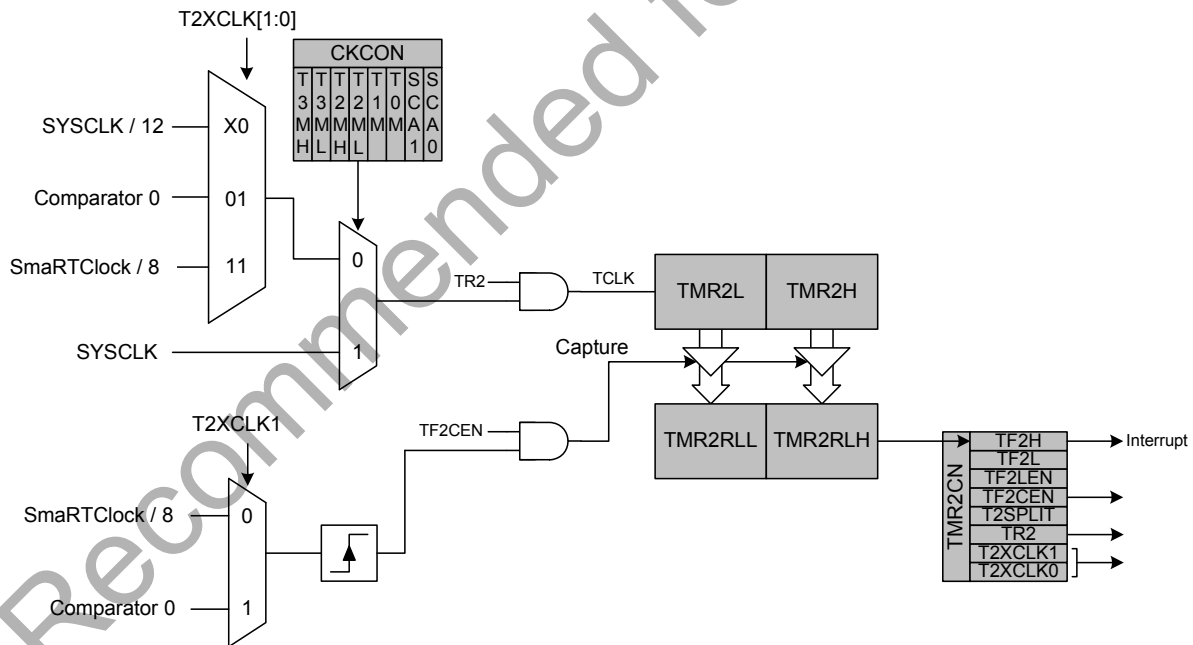 T2XCLK[1:0]
CKCON
T3MH T3ML T2MH T2ML T1M T0M SCA1 SCA0
SYSCLK / 12
X0
Comparator 0
01
SmaRTClock / 8
11
0
TR2
TCLK
TMR2L
TMR2H
SYSCLK
1
Capture
T2XCLK1
TF2CEN
TMR2RLL
TMR2RLH
TMR2CN
TF2H
Interrupt
TF2L
TF2LEN
TF2CEN
T2SPLIT
TR2
T2XCLK1
T2XCLK0
SmaRTClock / 8
0
Comparator 0
1
Recommended fo